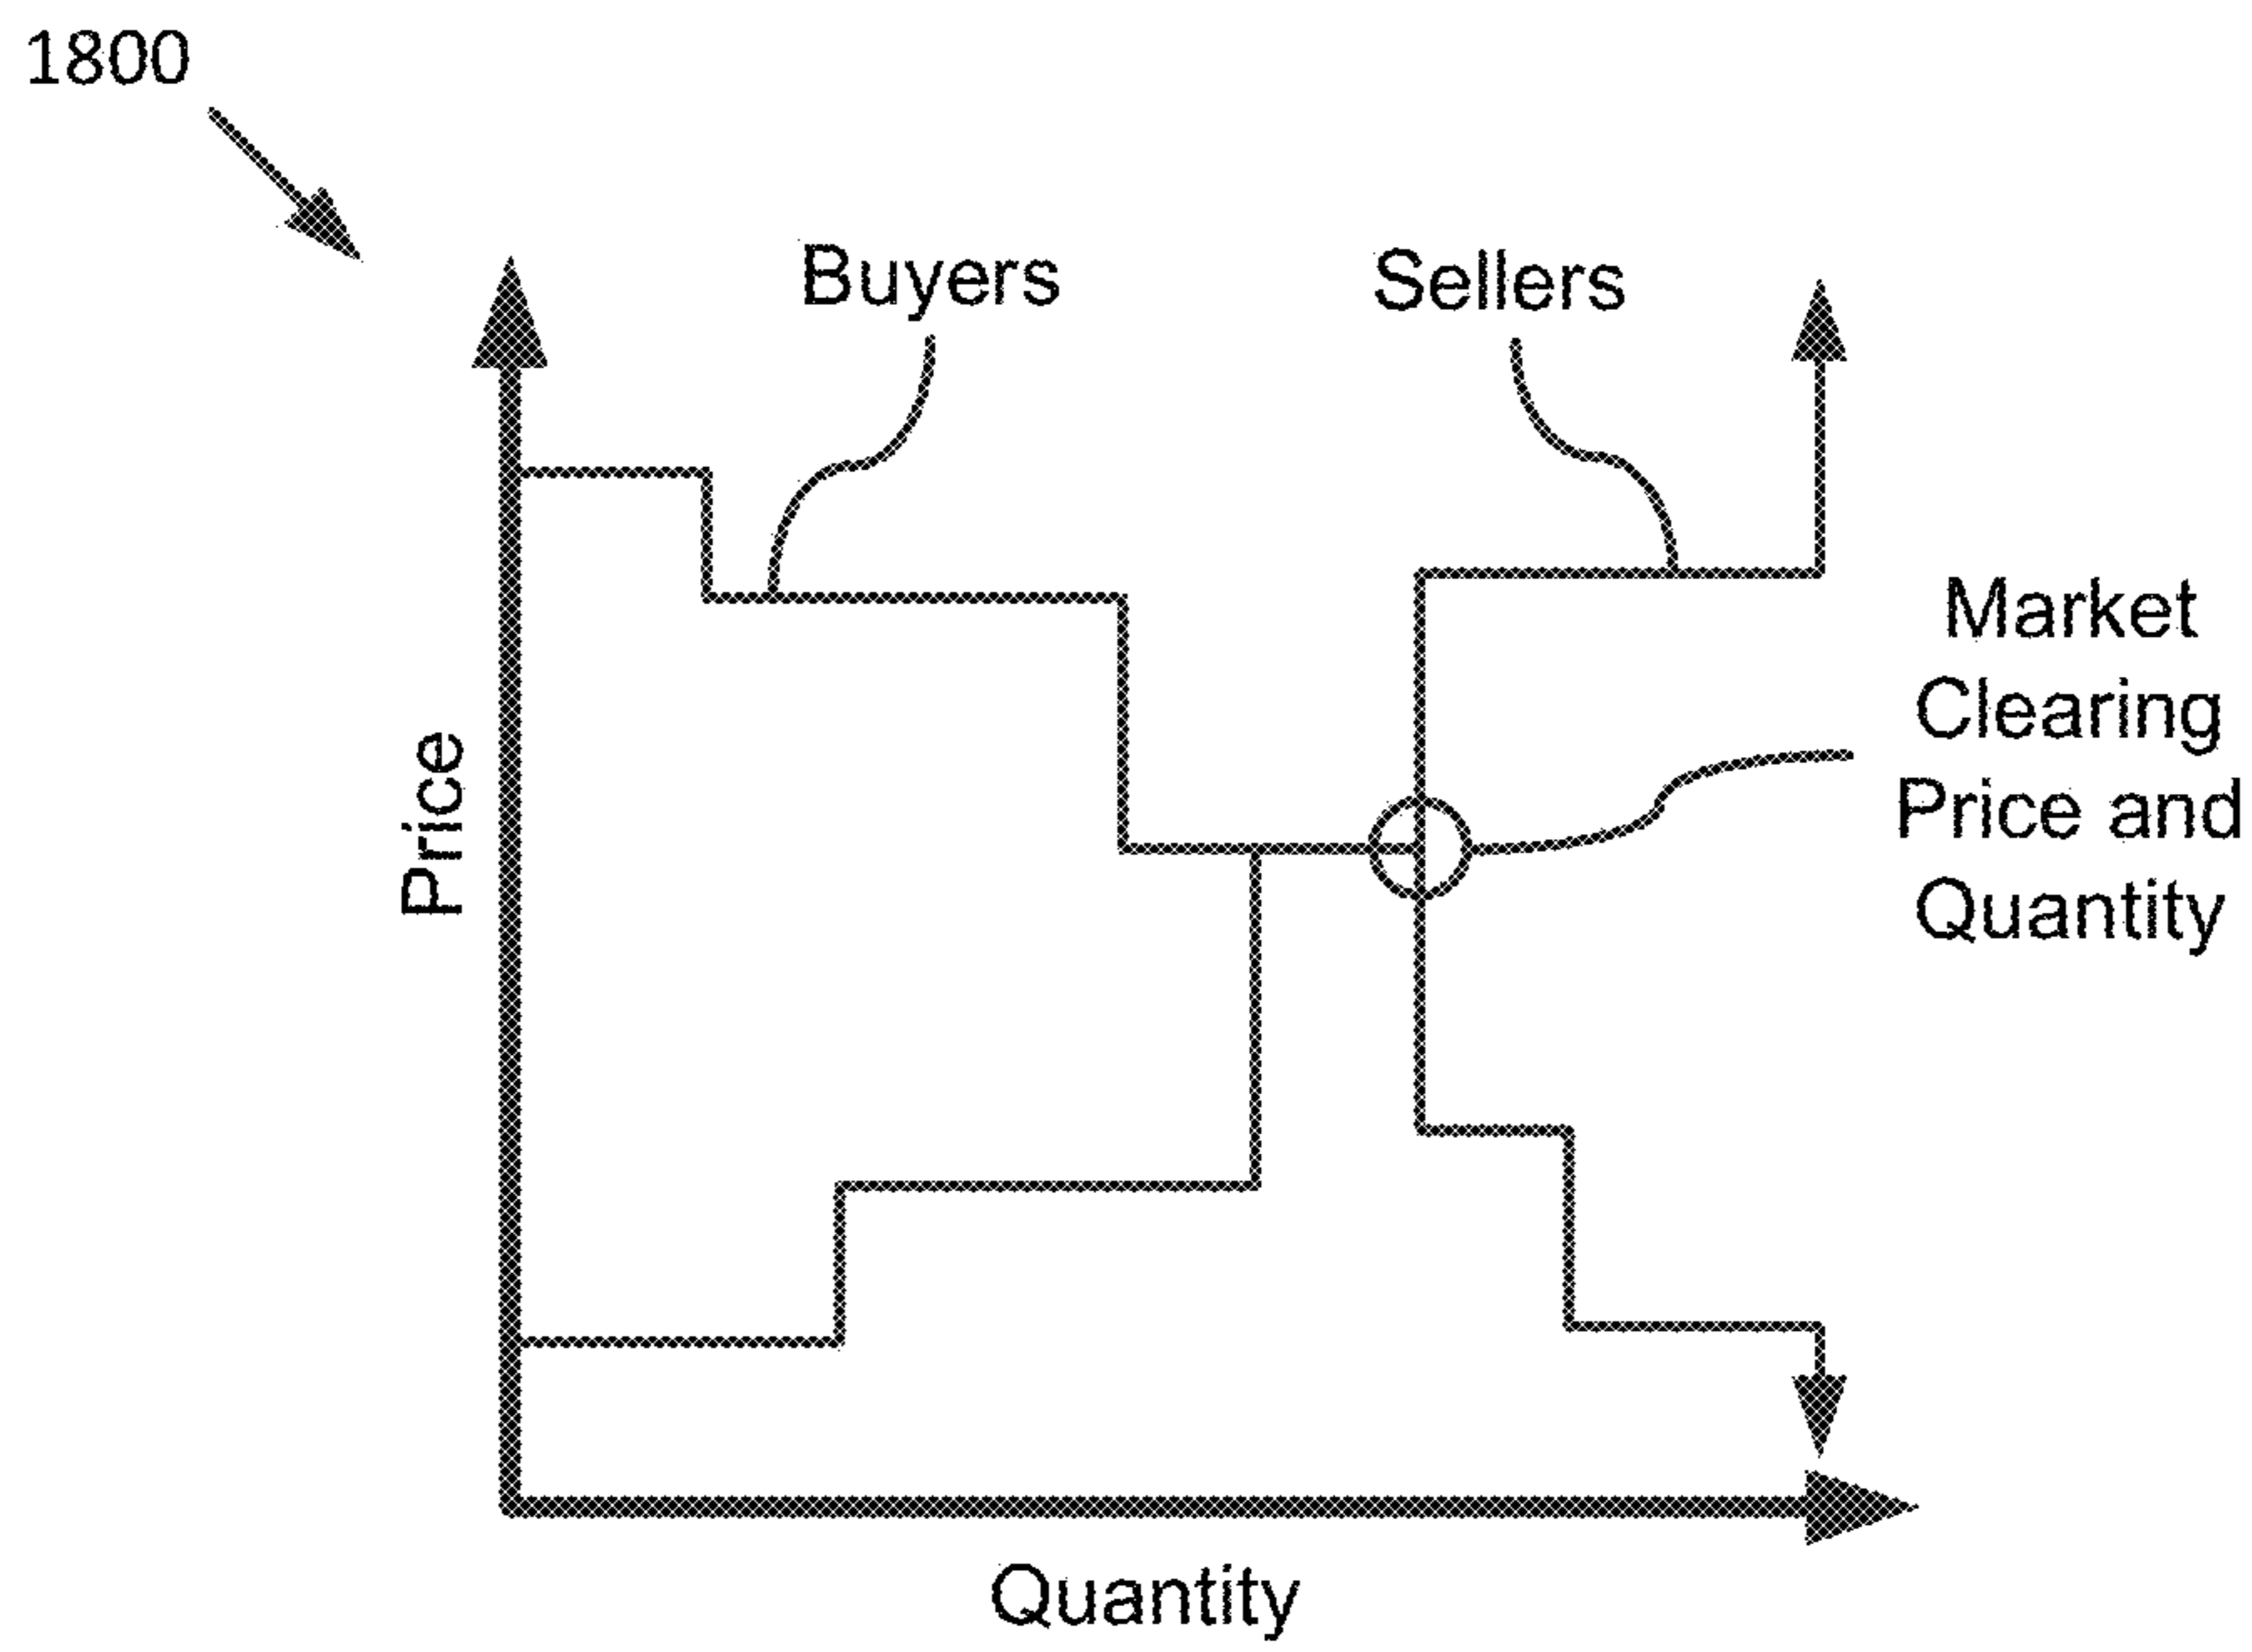 1800
Buyers
Sellers
Market
Clearing
Price and
Quantity
Price
Quantity